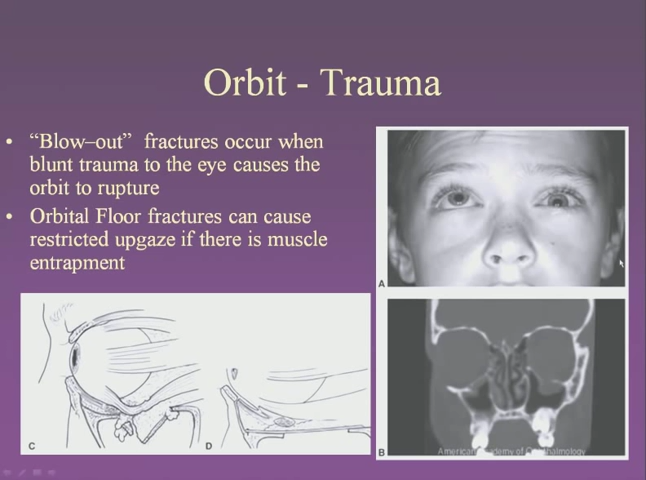 Orbit - Trauma
• “Blow–out” fractures occur when
blunt trauma to the eye causes the
orbit to rupture
• Orbital Floor fractures can cause
restricted upgaze if there is muscle
entrapment
A
B
American Academy of Ophthalmology
C
D